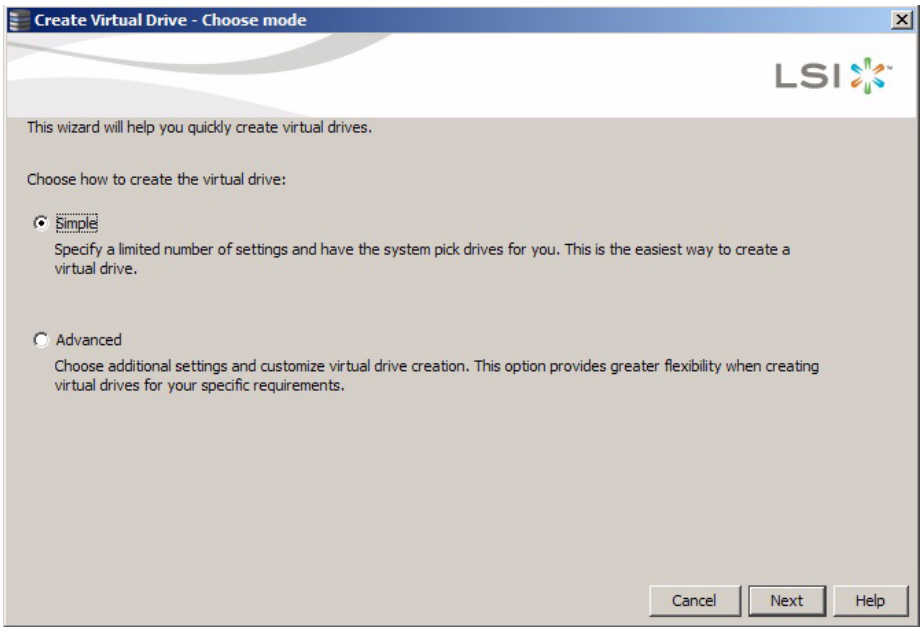 Create Virtual Drive - Choose mode
LSI™
This wizard will help you quickly create virtual drives.
Choose how to create the virtual drive:
Simple
Specify a limited number of settings and have the system pick drives for you. This is the easiest way to create a
virtual drive.
Advanced
Choose additional settings and customize virtual drive creation. This option provides greater flexibility when creating
virtual drives for your specific requirements.
Cancel Next Help